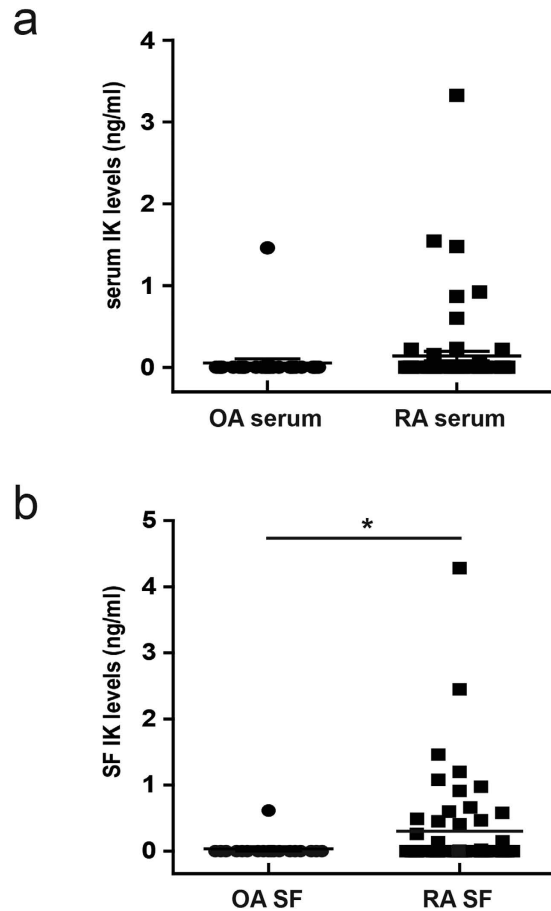 a
serum IK levels (ng/ml)
4
3
2
1
0
OA serum
RA serum
b
SF IK levels (ng/ml)
5
4
3
2
1
0
*
OA SF
RA SF